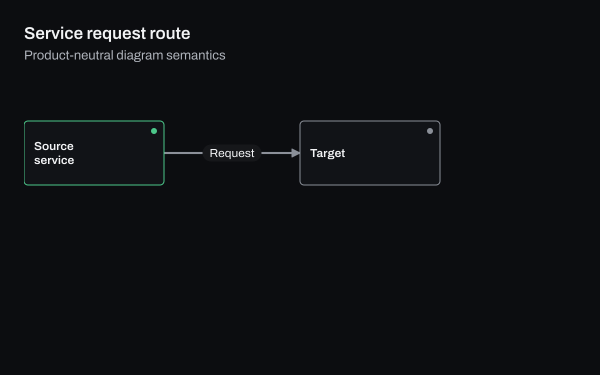 Service request route
Product-neutral diagram semantics
Source
service
Request
Target